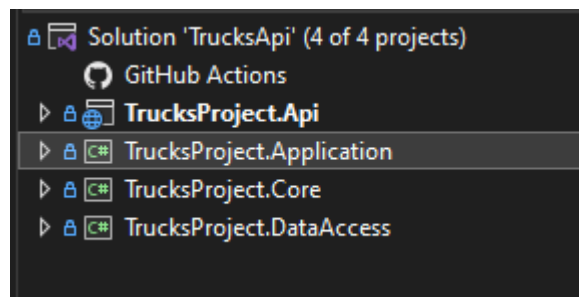 Solution 'TrucksApi' (4 of 4 projects)
GitHub Actions
TrucksProject.Api
C# TrucksProject.Application
C# TrucksProject.Core
C# TrucksProject.DataAccess